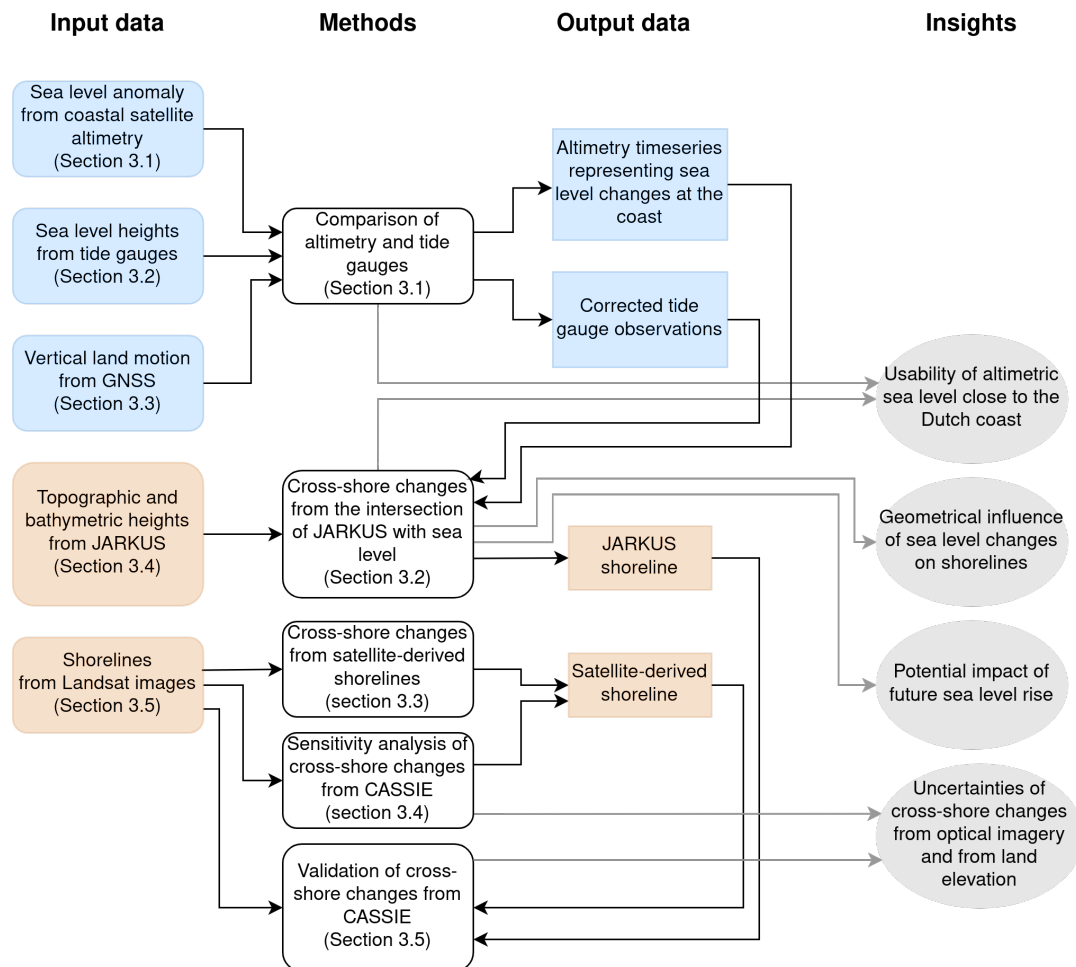 Input data
Methods
Output data
Insights
Sea level anomaly
from coastal satellite
altimetry
(Section 3.1)
Sea level heights
from tide gauges
(Section 3.2)
Vertical land motion
from GNSS
(Section 3.3)
Topographic and
bathymetric heights
from JARKUS
(Section 3.4)
Shorelines
from Landsat images
(Section 3.5)
Comparison of
altimetry and tide
gauges
(Section 3.1)
Cross-shore changes
from the intersection
of JARKUS with sea
level
(Section 3.2)
Cross-shore changes
from satellite-derived
shorelines
(section 3.3)
Sensitivity analysis of
cross-shore changes
from CASSIE
(section 3.4)
Validation of cross-
shore changes from
CASSIE
(Section 3.5)
Altimetry timeseries
representing sea
level changes at the
coast
Corrected tide
gauge observations
JARKUS
shoreline
Satellite-derived
shoreline
Usability of altimetric
sea level close to the
Dutch coast
Geometrical influence
of sea level changes
on shorelines
Potential impact of
future sea level rise
Uncertainties of
cross-shore changes
from optical imagery
and from land
elevation